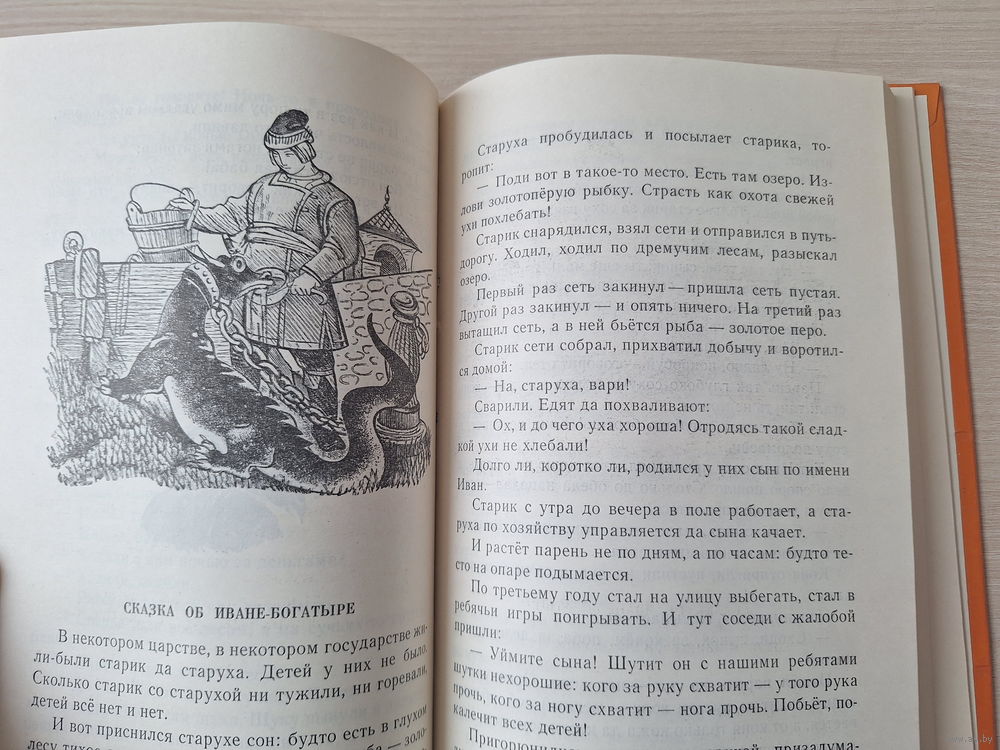 СКАЗКА ОБ ИВАНЕ-БОГАТЫРЕ
В некотором царстве, в некотором государстве жи-
ли-были старик да старуха. Детей у них не было.
Сколько старик со старухой ни тужили, ни горевали,
детей всё нет и нет.
И вот приснился старухе сон: будто есть в глухом
лесу тихое
Старуха пробудилась и посылает старика, то-
ропит:
— Поди вот в такое-то место. Есть там озеро. Из-
лови золотопёрую рыбку. Страсть как охота свежей
ухи похлебать!
Старик снарядился, взял сети и отправился в путь-
дорогу. Ходил, ходил по дремучим лесам, разыскал
озеро.
Первый раз сеть закинул — пришла сеть пустая.
Другой раз закинул — и опять ничего. На третий раз
вытащил сеть, а в ней бьётся рыба — золотое перо.
Старик сети собрал, прихватил добычу и воротил-
ся домой:
— На, старуха, вари!
Сварили. Едят да похваливают:
— Ох, и до чего уха хороша! Отродясь такой слад-
кой ухи не хлебали!
Долго ли, коротко ли, родился у них сын по имени
Иван.
Старик с утра до вечера в поле работает, а ста-
руха по хозяйству управляется да сына качает.
И растёт парень не по дням, а по часам: будто те-
сто на опаре подымается.
По третьему году стал на улицу выбегать, стал в
ребячьи игры поигрывать. И тут соседи с жалобой
пришли:
— Уймите сына! Шутит он с нашими ребятами
шутки нехорошие: кого за руку схватит — у того рука
прочь, кого за ногу схватит — нога прочь. Побьёт, по-
калечит всех детей!